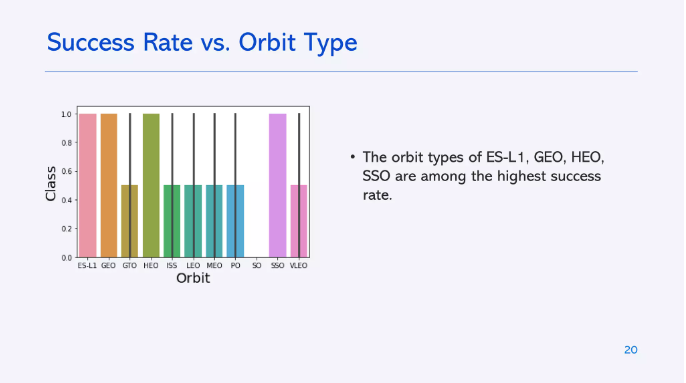 Success Rate vs. Orbit Type
1.0
0.8
0.6
0.4
0.2
0.0
Class
ES-L1 GEO GTO HEO ISS LEO MEO PO SO SSO VLEO
Orbit
• The orbit types of ES-L1, GEO, HEO,
SSO are among the highest success
rate.
20